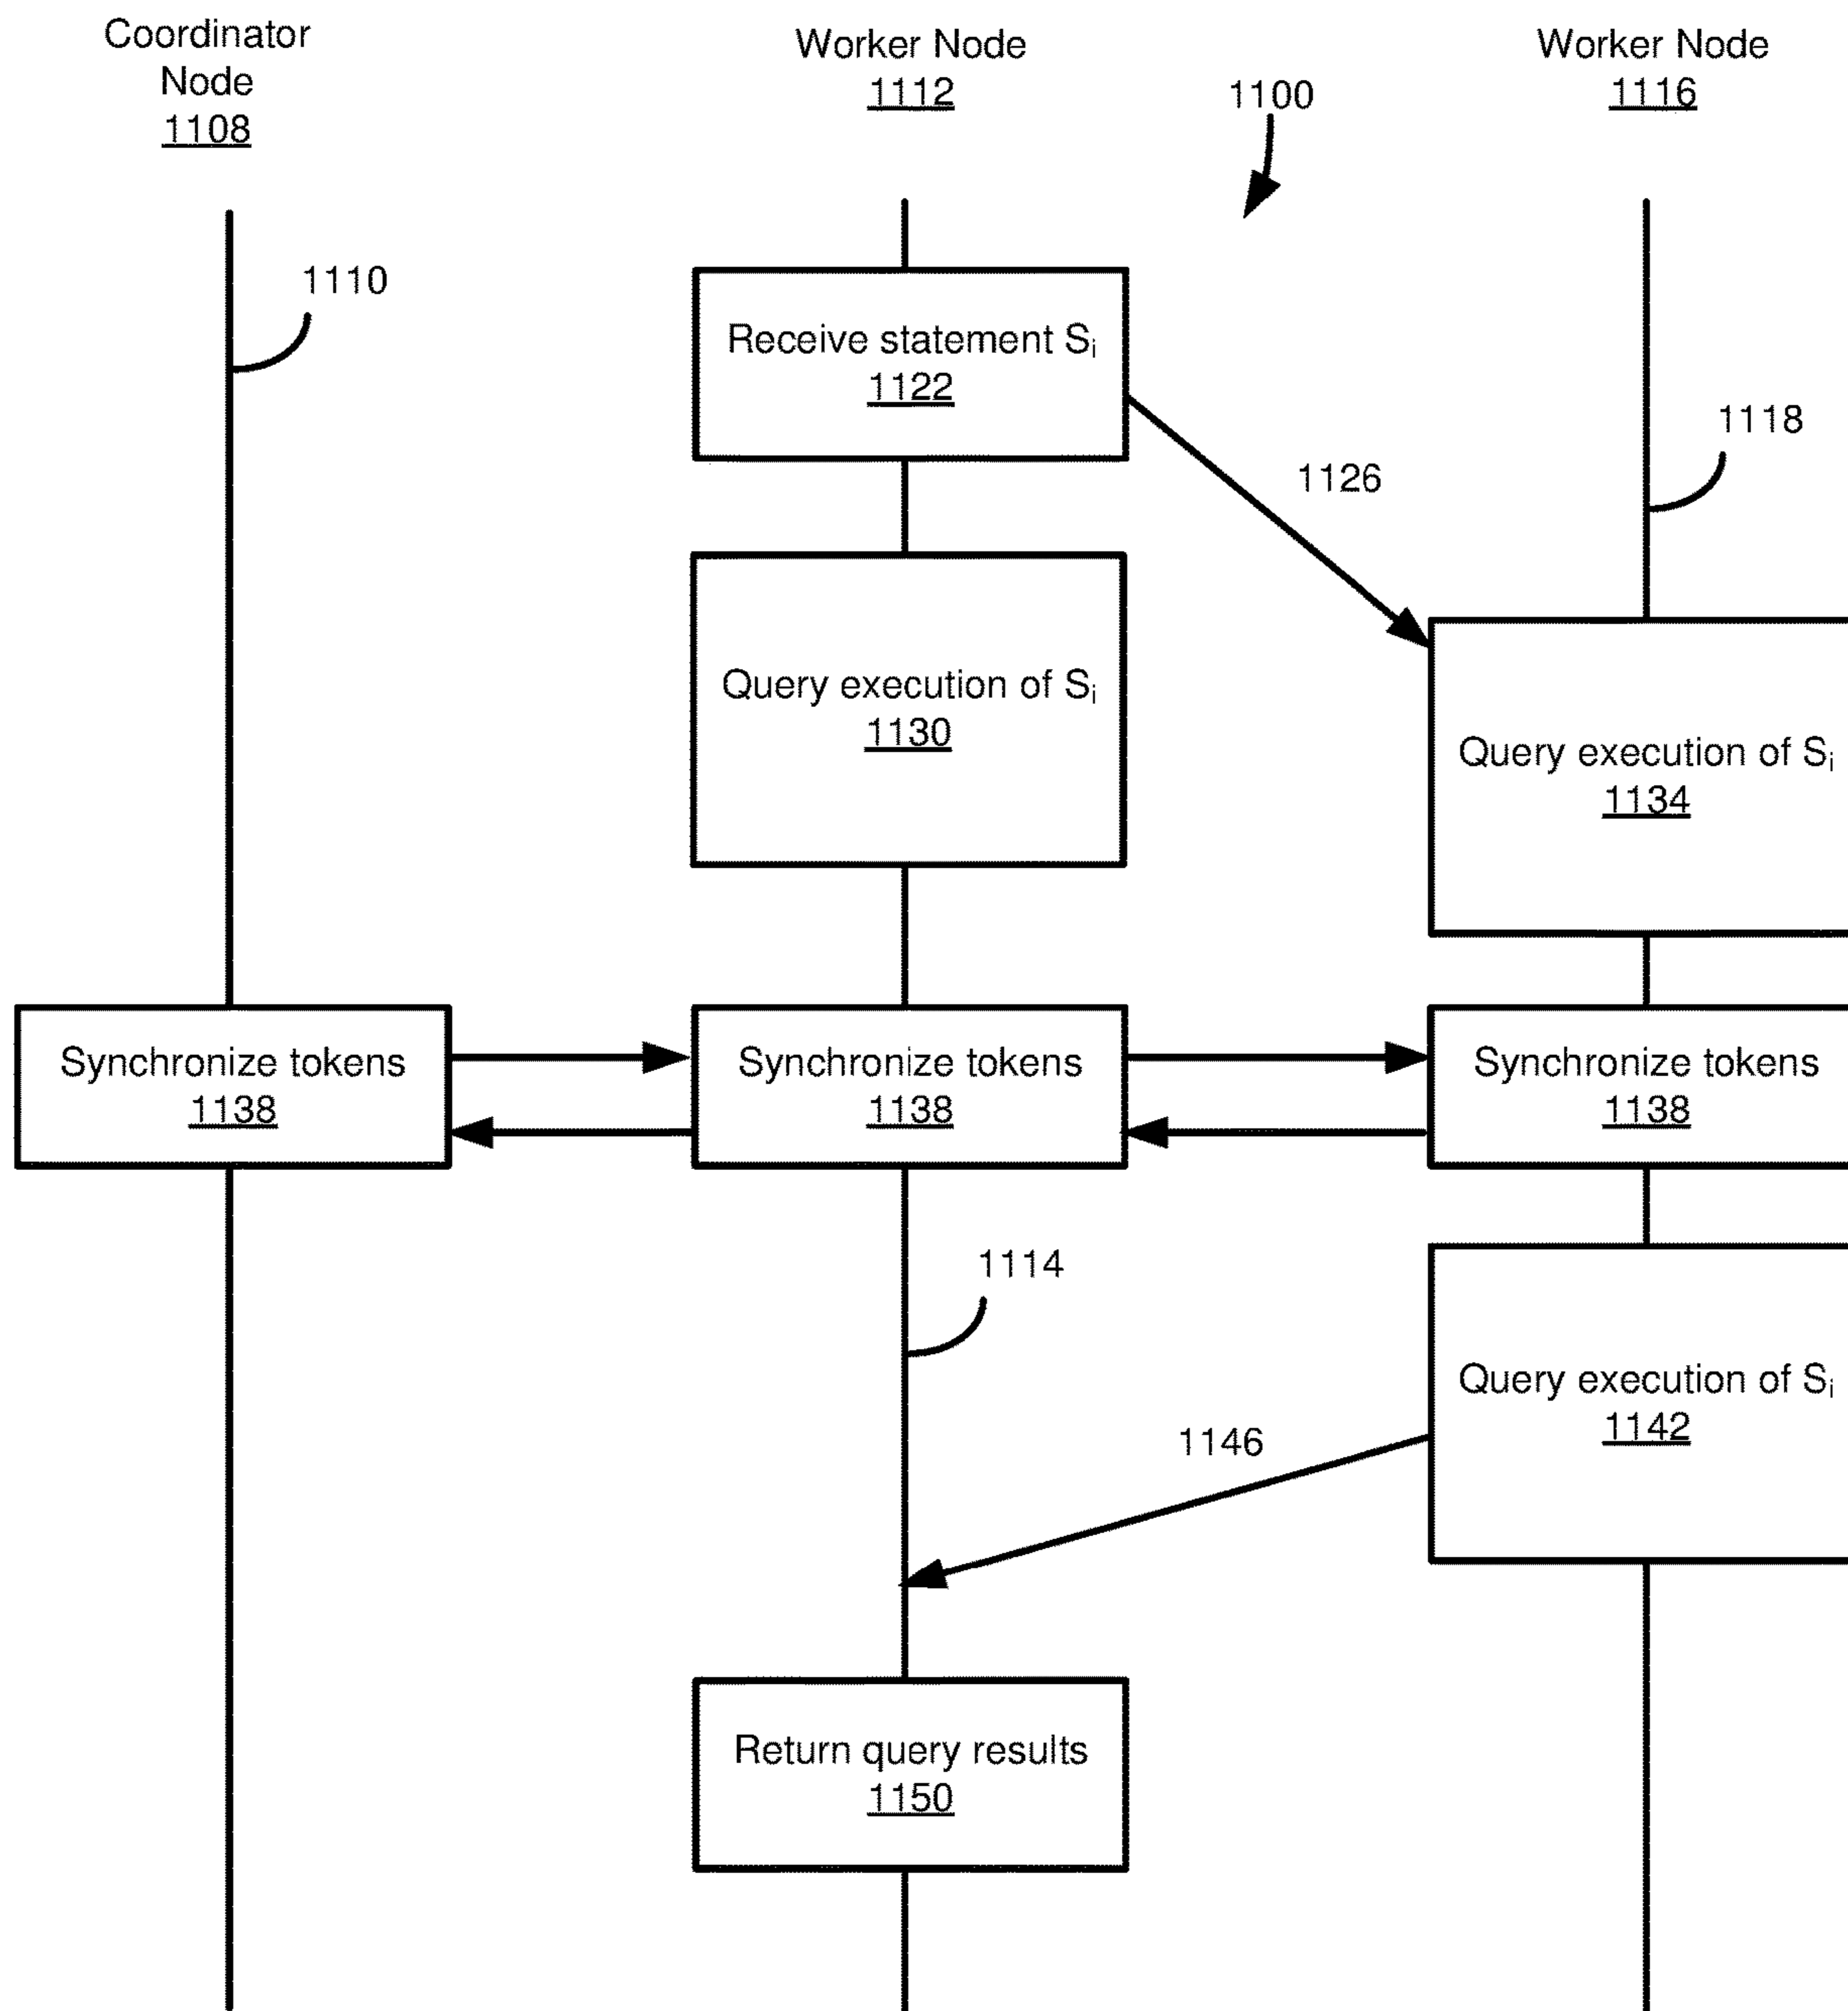 Coordinator
Node
1108
Worker Node
1112
1100
Worker Node
1116
1110
Receive statement Si
1122
1118
1126
Query execution of Si
1130
Query execution of Si
1134
Synchronize tokens
1138
Synchronize tokens
1138
Synchronize tokens
1138
1114
Query execution of Si
1142
1146
Return query results
1150